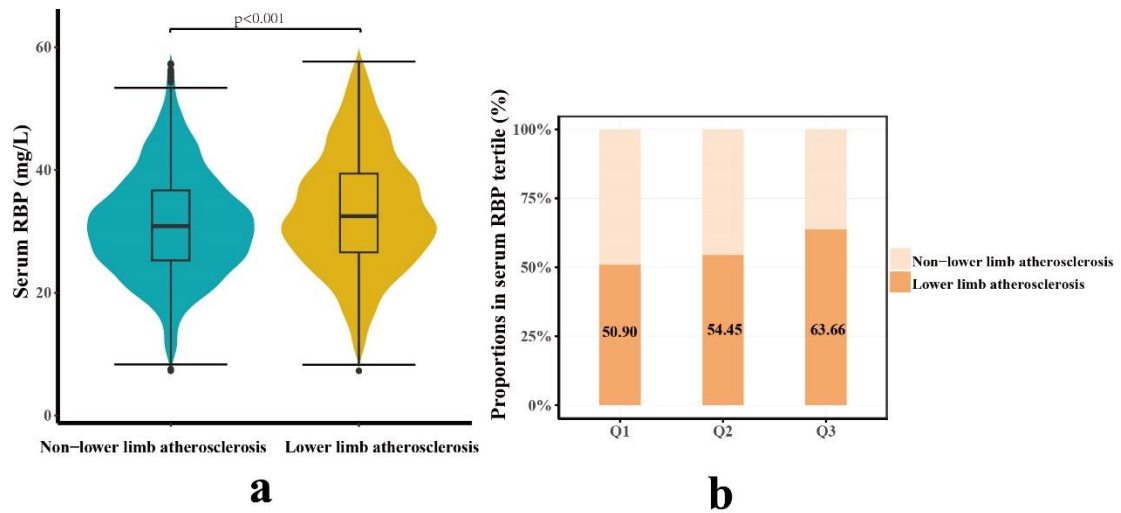 p<0.001
Serum RBP (mg/L)
60
40
20
0
Non−lower limb atherosclerosis
Lower limb atherosclerosis
a
Proportions in serum RBP tertile (%)
100%
75%
50%
25%
0%
50.90
54.45
63.66
Q1
Q2
Q3
Non−lower limb atherosclerosis
Lower limb atherosclerosis
b